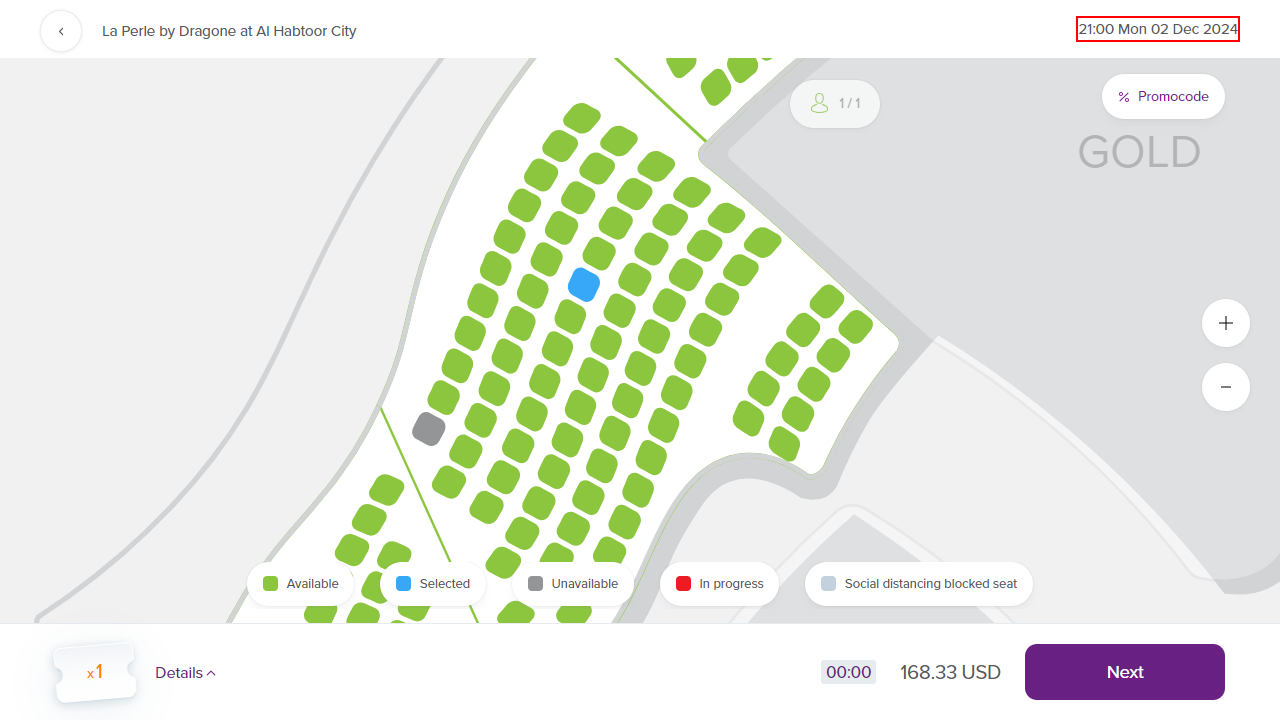 La Perle by Dragone at Al Habtoor City
21:00 Mon 02 Dec 2024
1 / 1
% Promocode
GOLD
+
−
Available
Selected
Unavailable
In progress
Social distancing blocked seat
x1
Details
00:00
168.33 USD
Next